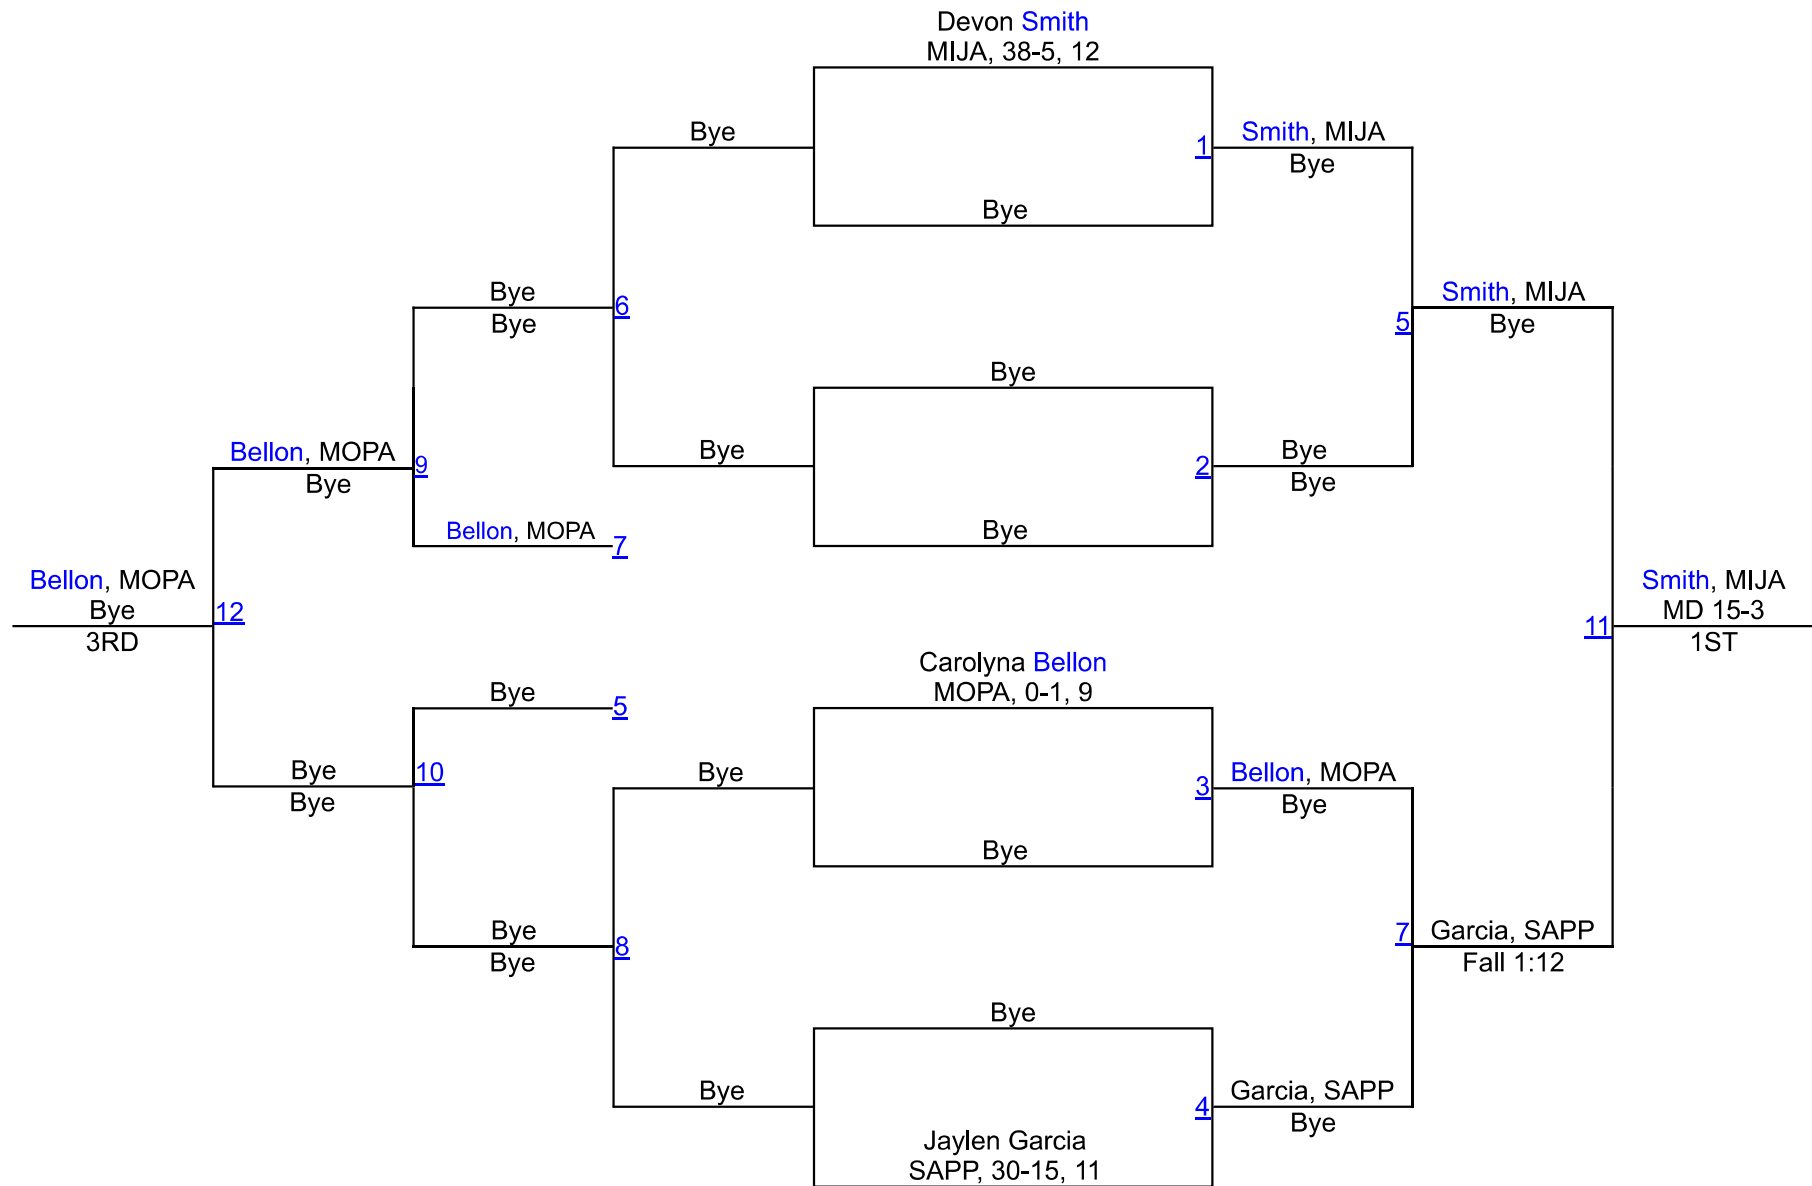 Devon Smith
MIJA, 38-5, 12
Bye
1
Smith, MIJA
Bye
Bye
Bye
Bye
6
Smith, MIJA
Bye
5
Bye
Bellon, MOPA
Bye
9
Bye
2
Bye
Bye
Bellon, MOPA
7
Bye
Bellon, MOPA
Bye
3RD
12
Smith, MIJA
MD 15-3
1ST
11
Carolyna Bellon
MOPA, 0-1, 9
Bye
5
Bye
Bye
10
Bye
3
Bellon, MOPA
Bye
Bye
Bye
Bye
8
7
Garcia, SAPP
Fall 1:12
Bye
Bye
4
Garcia, SAPP
Bye
Jaylen Garcia
SAPP, 30-15, 11